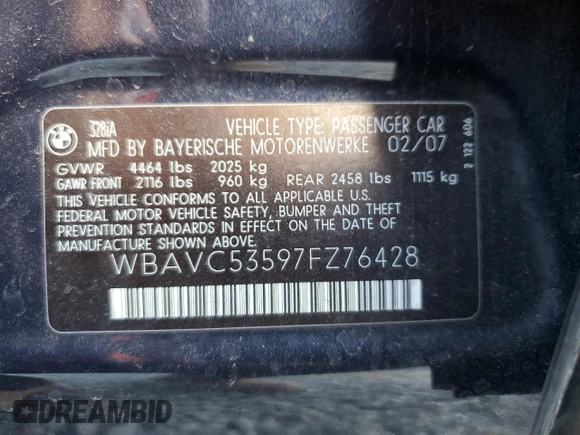 BMW
328iA
VEHICLE TYPE: PASSENGER CAR
MFD BY BAYERISCHE MOTORENWERKE 02/07
GVWR 4464 lbs 2025 kg
GAWR FRONT 2116 lbs 960 kg REAR 2458 lbs 1115 kg
THIS VEHICLE CONFORMS TO ALL APPLICABLE U.S.
FEDERAL MOTOR VEHICLE SAFETY, BUMPER AND THEFT
PREVENTION STANDARDS IN EFFECT ON THE DATE
OF MANUFACTURE SHOWN ABOVE.
WBAVC53597FZ76428
2 122 606
DREAMBID